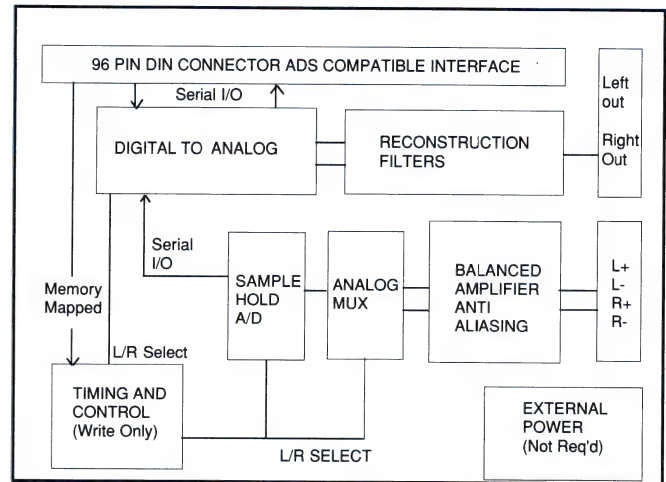 96 PIN DIN CONNECTOR ADS COMPATIBLE INTERFACE
Serial I/O
DIGITAL TO ANALOG
RECONSTRUCTION
FILTERS
Left
out
Right
Out
Serial
I/O
Memory
Mapped
L/R Select
SAMPLE
HOLD
A/D
ANALOG
MUX
BALANCED
AMPLIFIER
ANTI
ALIASING
L+
L-
R+
R-
TIMING AND
CONTROL
(Write Only)
L/R SELECT
EXTERNAL
POWER
(Not Req'd)